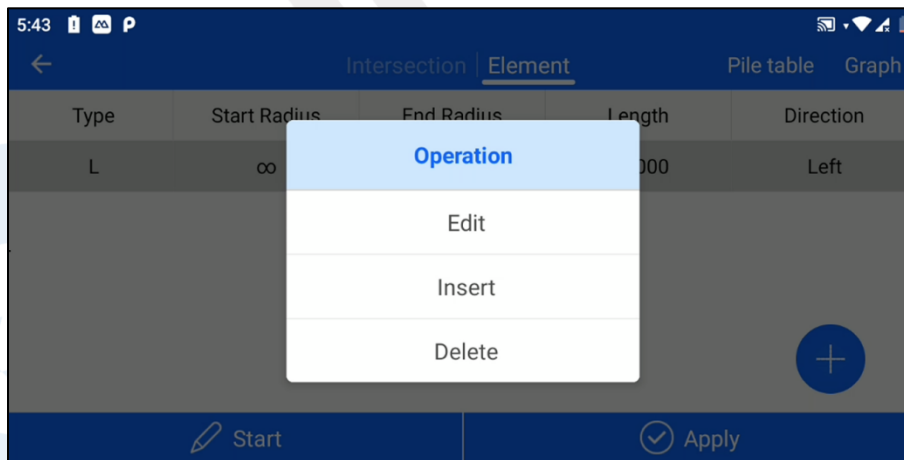 5:43
Intersection Element Pile table Graph
Type Start Radius End Radius Length Direction
L ∞ 000 Left
Operation
Edit
Insert
Delete
Start Apply